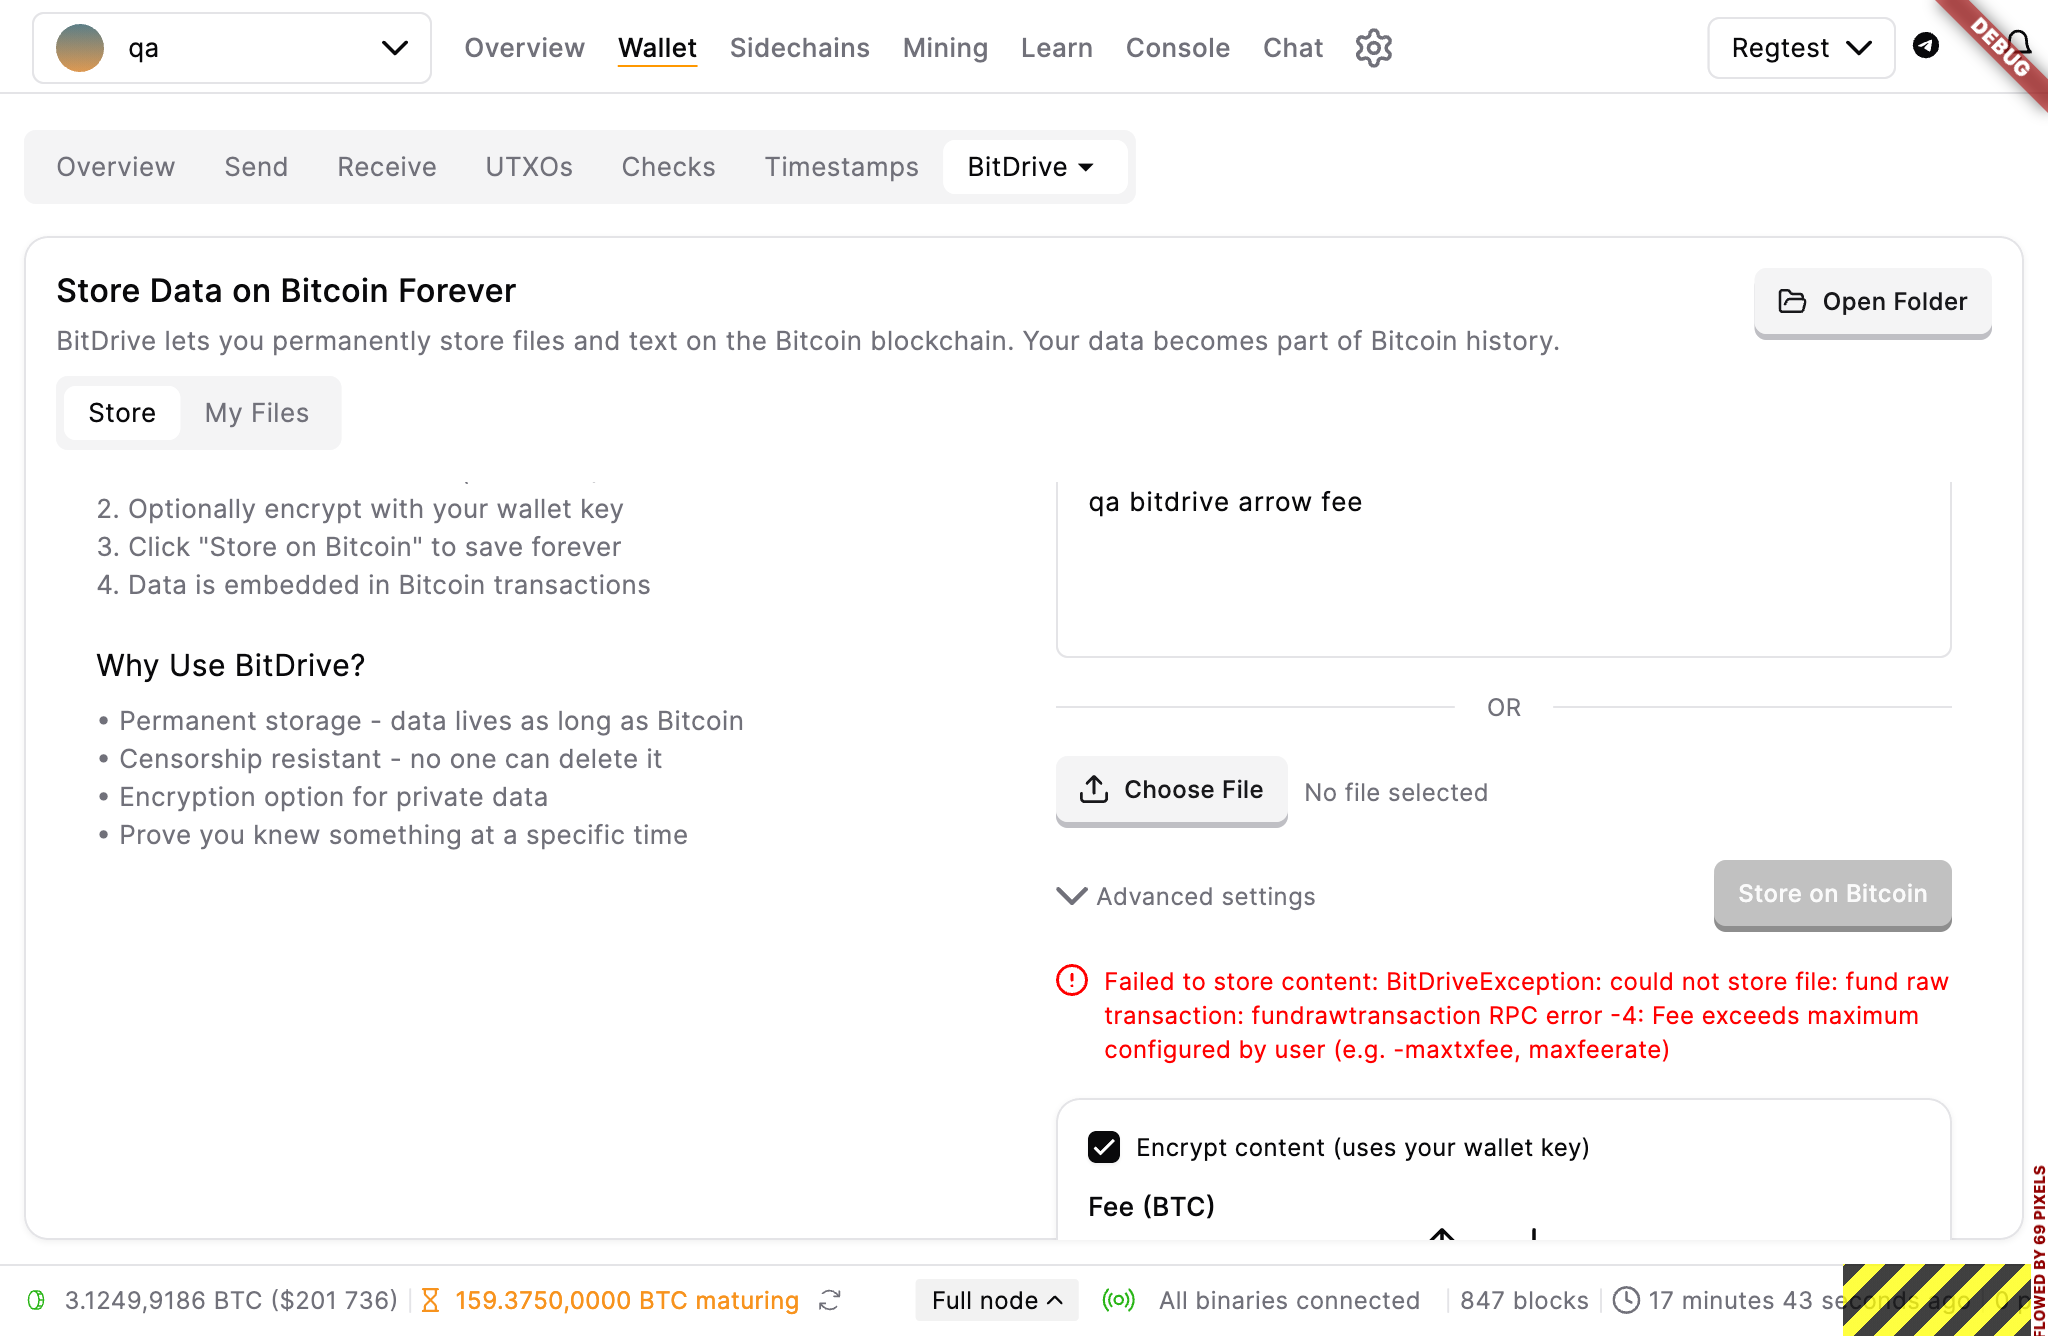 qa
Overview Wallet Sidechains Mining Learn Console Chat
Regtest
DEBUG
Overview Send Receive UTXOs Checks Timestamps BitDrive
Store Data on Bitcoin Forever
BitDrive lets you permanently store files and text on the Bitcoin blockchain. Your data becomes part of Bitcoin history.
Open Folder
Store My Files
2. Optionally encrypt with your wallet key
3. Click "Store on Bitcoin" to save forever
4. Data is embedded in Bitcoin transactions
Why Use BitDrive?
• Permanent storage - data lives as long as Bitcoin
• Censorship resistant - no one can delete it
• Encryption option for private data
• Prove you knew something at a specific time
qa bitdrive arrow fee
OR
Choose File No file selected
Advanced settings
Store on Bitcoin
Failed to store content: BitDriveException: could not store file: fund raw
transaction: fundrawtransaction RPC error -4: Fee exceeds maximum
configured by user (e.g. -maxtxfee, maxfeerate)
Encrypt content (uses your wallet key)
Fee (BTC)
3.1249,9186 BTC ($201 736) 159.3750,0000 BTC maturing Full node All binaries connected 847 blocks 17 minutes 43 seconds ago 0 p
FLOWED BY 69 PIXELS